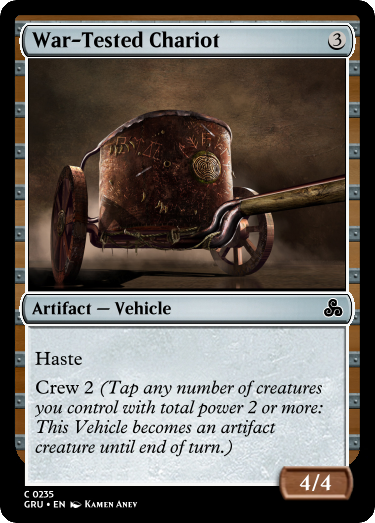 War-Tested Chariot 3
Artifact — Vehicle
Haste
Crew 2 (Tap any number of creatures
you control with total power 2 or more:
This Vehicle becomes an artifact
creature until end of turn.)
4/4
C 0235
GRU • EN Kamen Anev